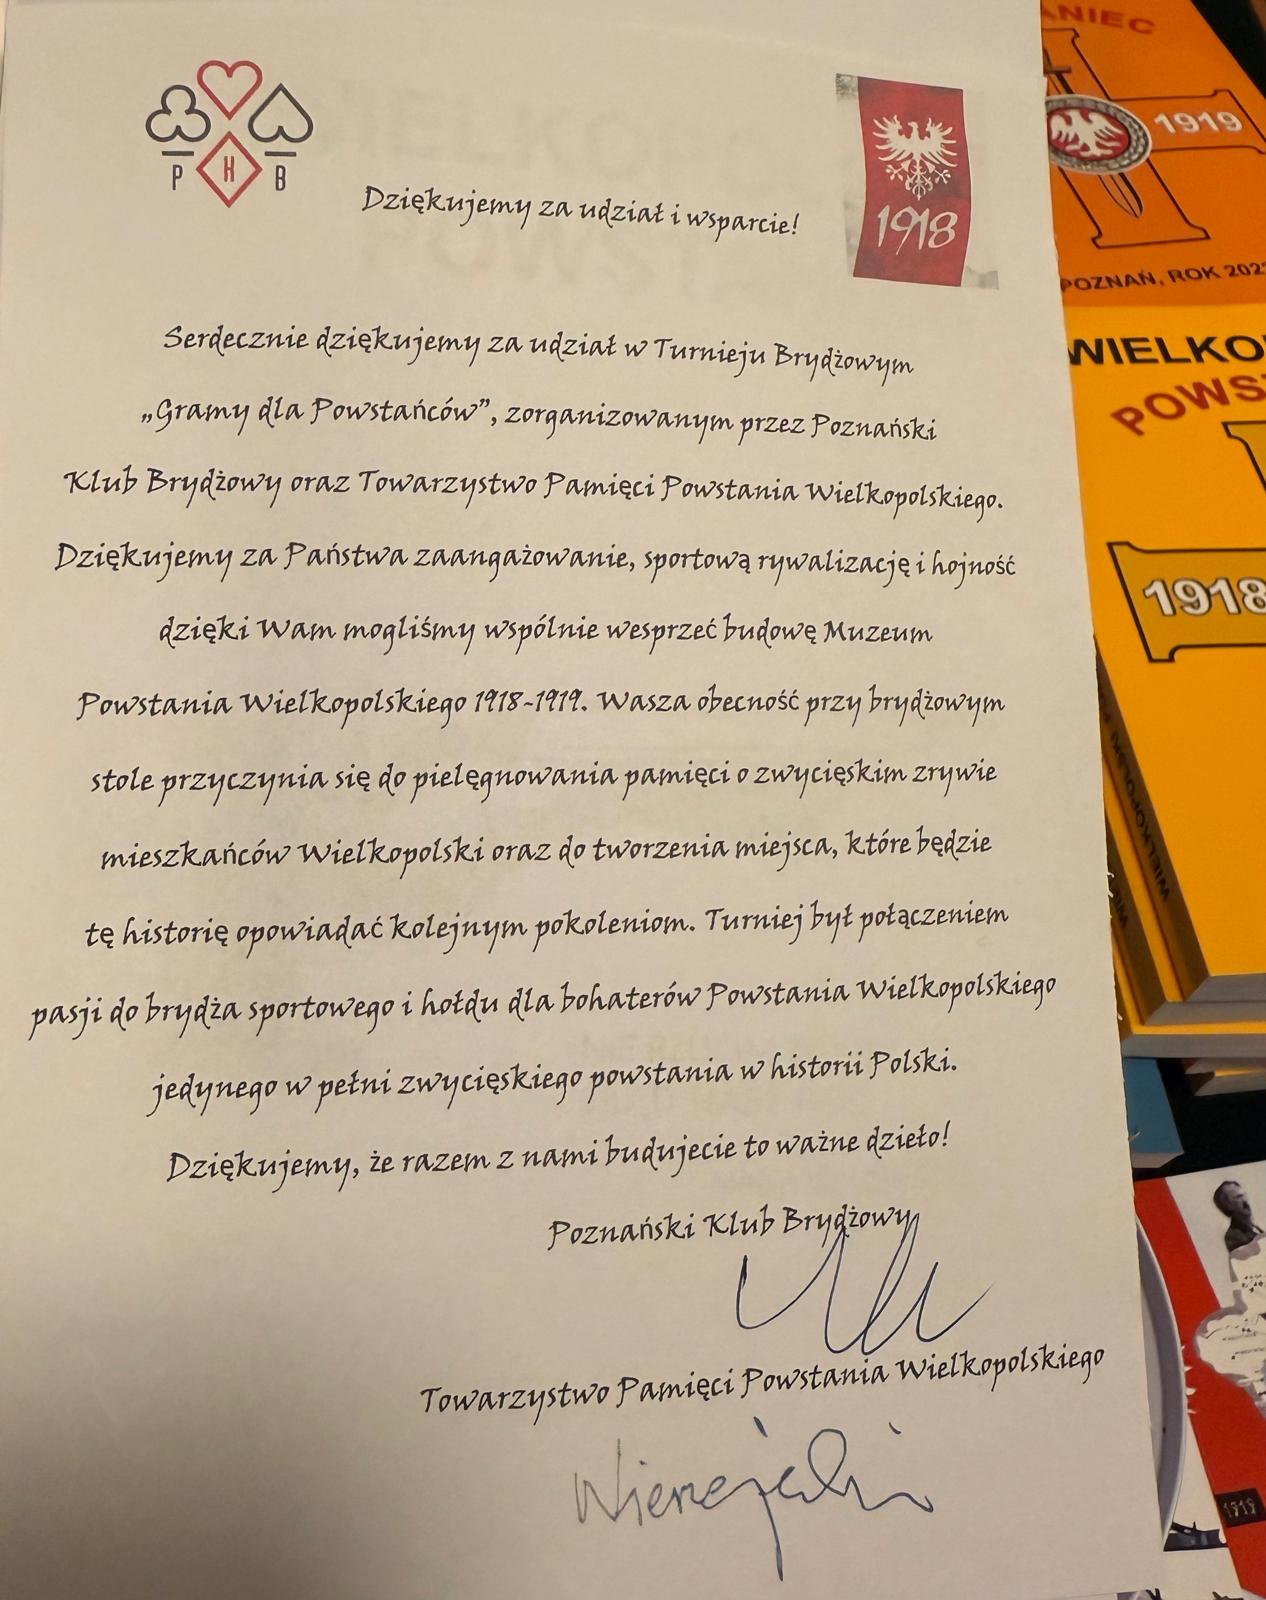 P H B
1918
Dziękujemy za udział i wsparcie!
Serdecznie dziękujemy za udział w Turnieju Brydżowym
„Gramy dla Powstańców”, zorganizowanym przez Poznański
Klub Brydżowy oraz Towarzystwo Pamięci Powstania Wielkopolskiego.
Dziękujemy za Państwa zaangażowanie, sportową rywalizację i hojność
dzięki Wam mogliśmy wspólnie wesprzeć budowę Muzeum
Powstania Wielkopolskiego 1918-1919. Wasza obecność przy brydżowym
stole przyczynia się do pielęgnowania pamięci o zwycięskim zrywie
mieszkańców Wielkopolski oraz do tworzenia miejsca, które będzie
tę historię opowiadać kolejnym pokoleniom. Turniej był połączeniem
pasji do brydża sportowego i hołdu dla bohaterów Powstania Wielkopolskiego
jedynego w pełni zwycięskiego powstania w historii Polski.
Dziękujemy, że razem z nami budujecie to ważne dzieło!
Poznański Klub Brydżowy
Towarzystwo Pamięci Powstania Wielkopolskiego
ANIEC
1919
POZNAŃ, ROK 202
WIELKO
POWS
1918
WIELKOPOLSKI
1919